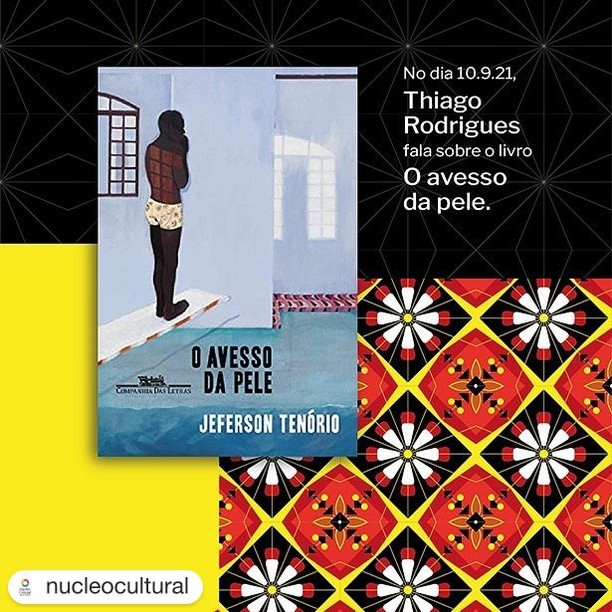 No dia 10.9.21,
Thiago
Rodrigues
fala sobre o livro
O avesso
da pele.
O AVESSO
DA PELE
COMPANHIA DAS LETRAS
JEFERSON TENÓRIO
nucleocultural